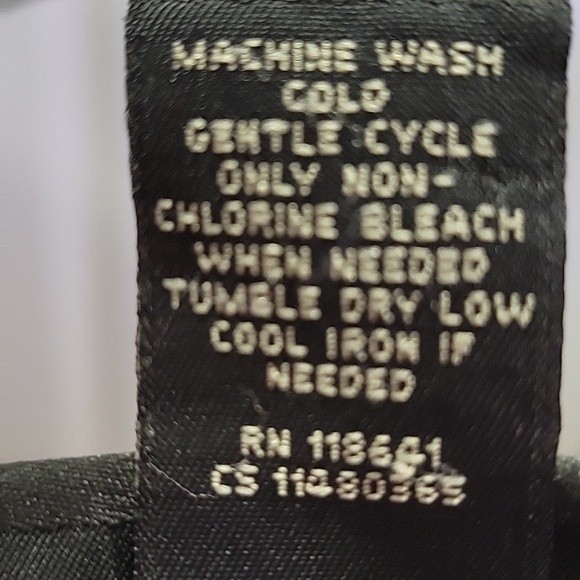 MACHINE WASH
COLD
GENTLE CYCLE
ONLY NON-
CHLORINE BLEACH
WHEN NEEDED
TUMBLE DRY LOW
COOL IRON IF
NEEDED
RN 118641
CS